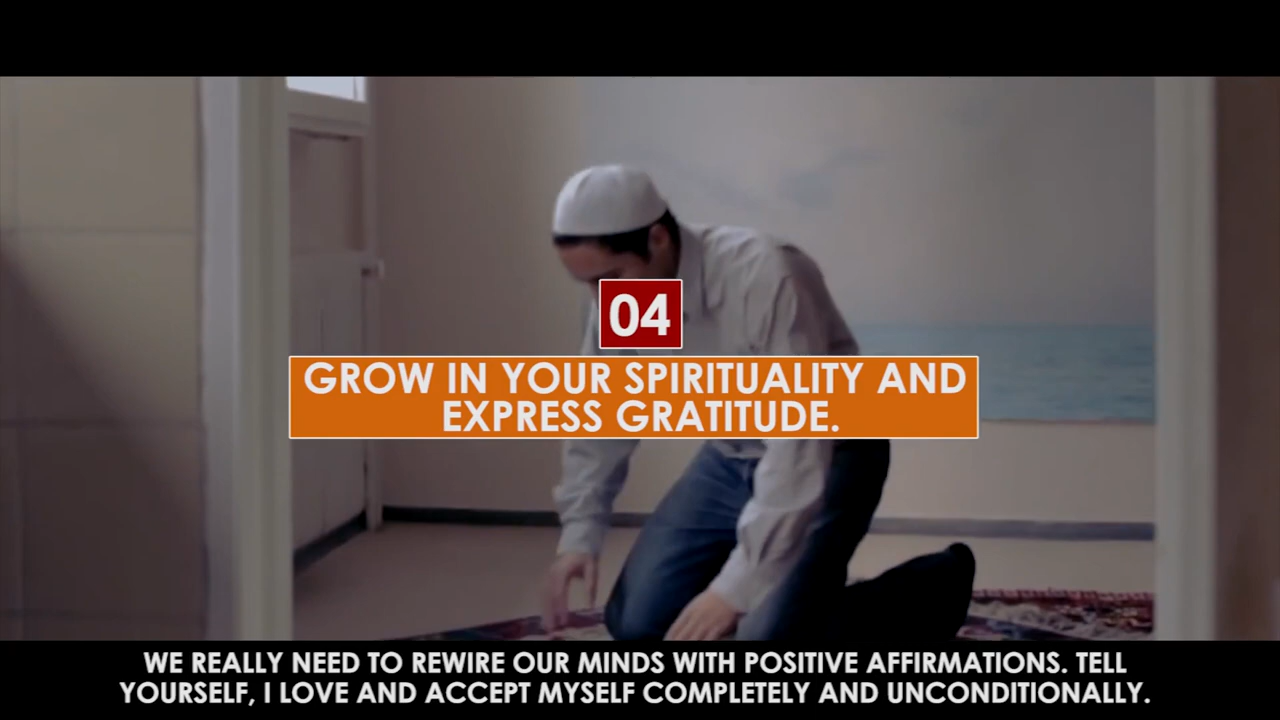 04
GROW IN YOUR SPIRITUALITY AND
EXPRESS GRATITUDE.
WE REALLY NEED TO REWIRE OUR MINDS WITH POSITIVE AFFIRMATIONS. TELL
YOURSELF, I LOVE AND ACCEPT MYSELF COMPLETELY AND UNCONDITIONALLY.